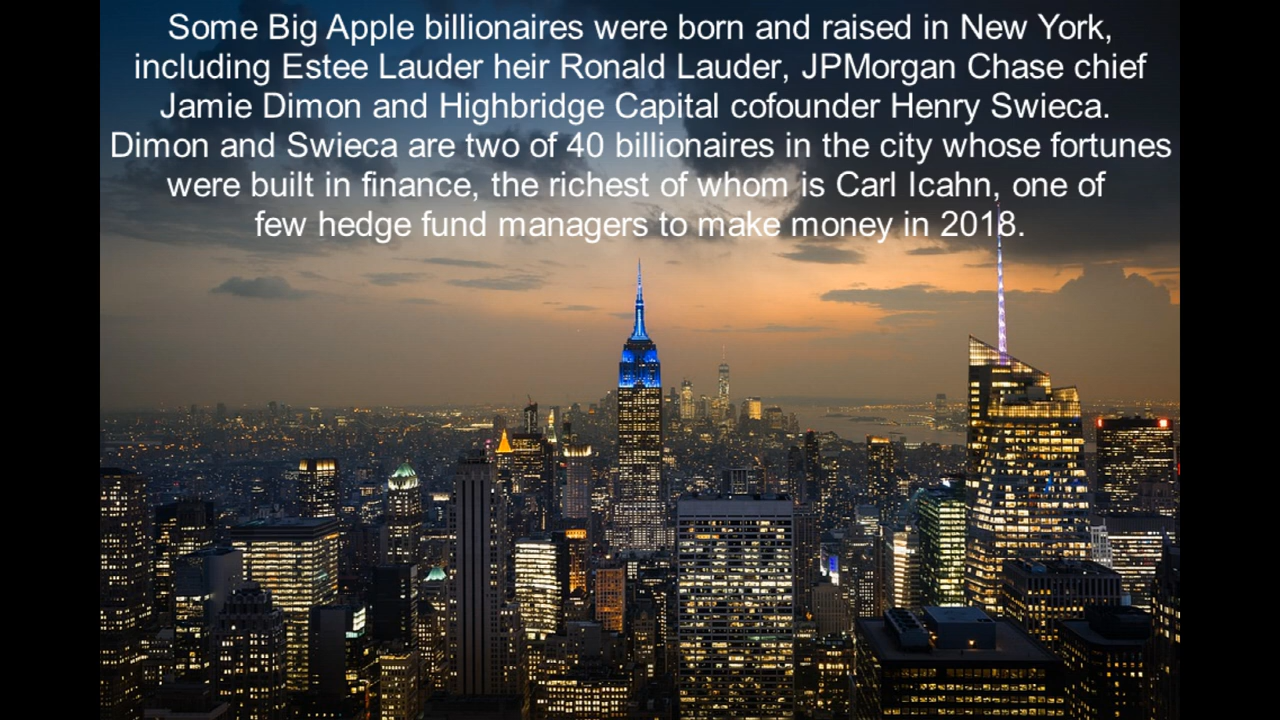 Some Big Apple billionaires were born and raised in New York,
including Estee Lauder heir Ronald Lauder, JPMorgan Chase chief
Jamie Dimon and Highbridge Capital cofounder Henry Swieca.
Dimon and Swieca are two of 40 billionaires in the city whose fortunes
were built in finance, the richest of whom is Carl Icahn, one of
few hedge fund managers to make money in 2018.